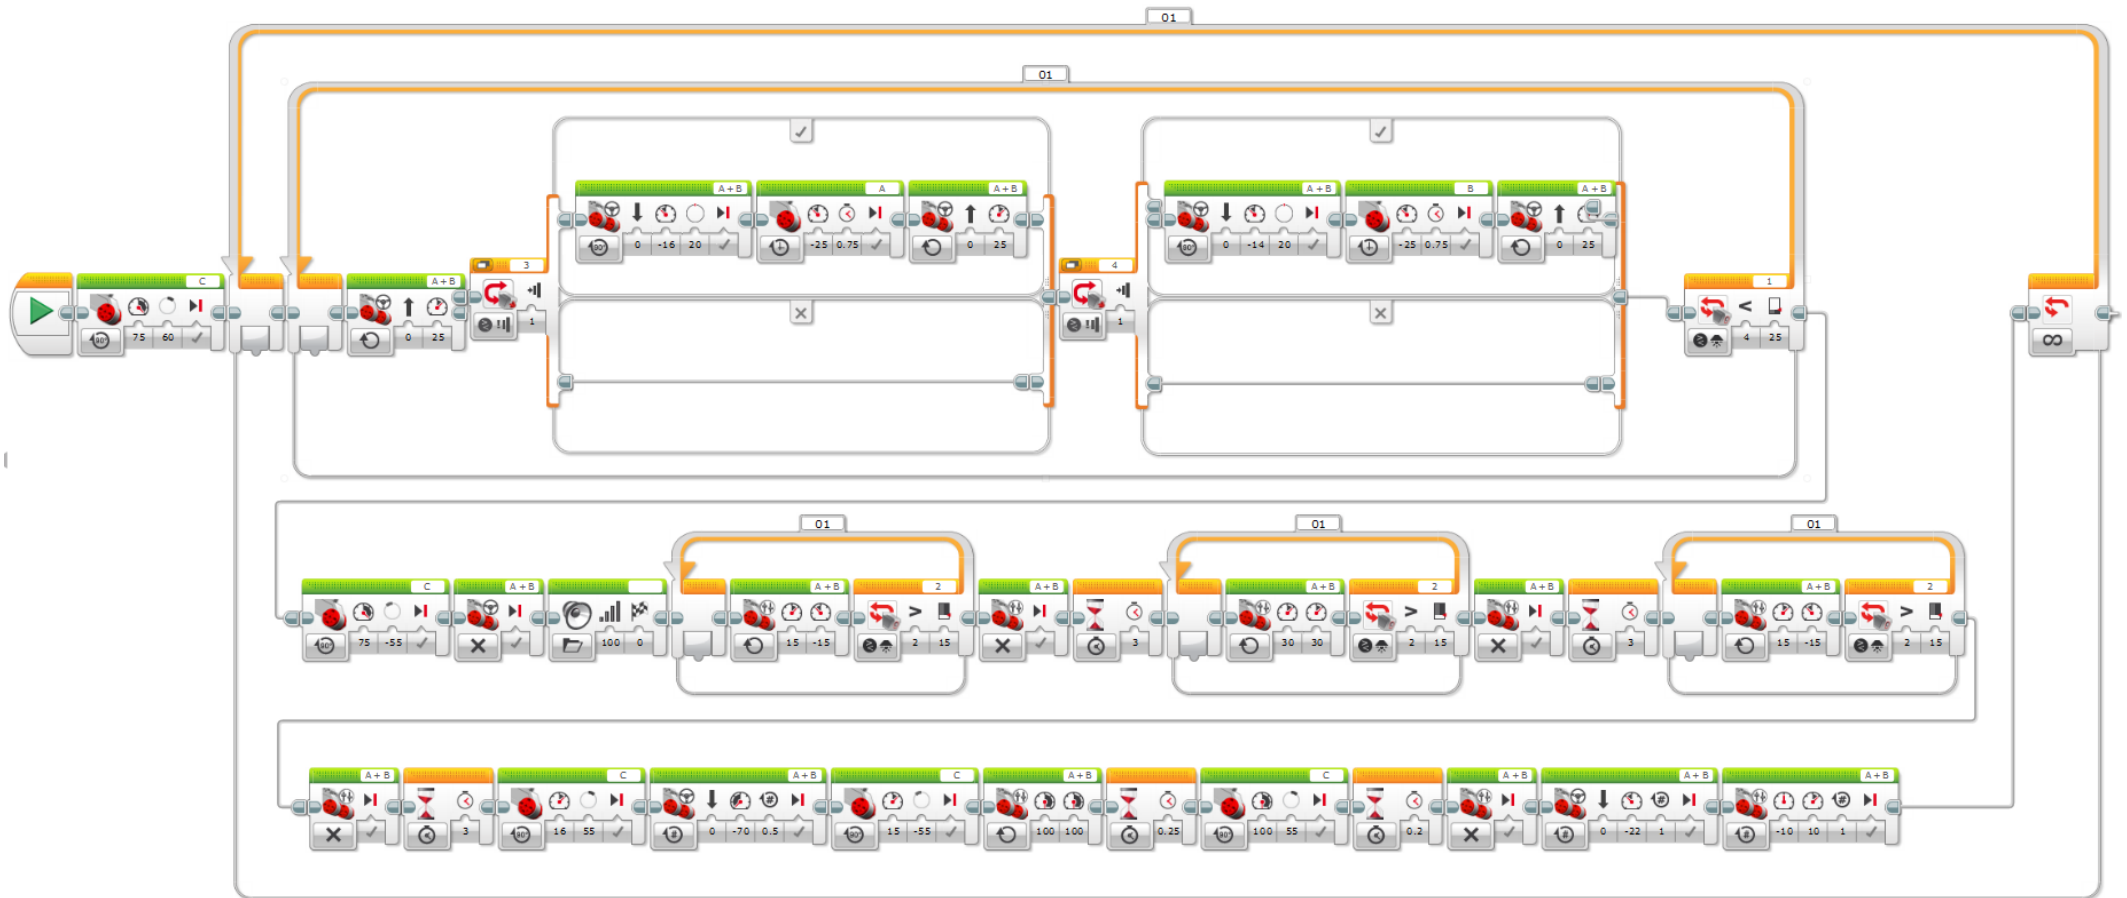 01
01
A + B
A
A + B
A + B
B
A + B
0 -16 20
-25 0.75
0 25
0 -14 20
-25 0.75
0 25
C
A + B
3
4
1
75 60
0 25
1
1
4 25
01
01
01
C
A + B
A + B
2
A + B
A + B
2
A + B
A + B
2
75 -55
100 0
15 -15
2 15
3
30 30
2 15
3
15 -15
2 15
A + B
C
A + B
C
A + B
C
A + B
A + B
A + B
3
16 55
0 -70 0.5
15 -55
100 100
0.25
100 55
0.2
0 -22 1
-10 10 1